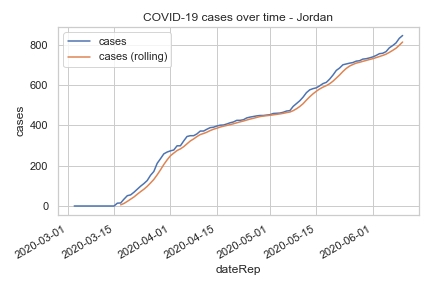 COVID-19 cases over time - Jordan
cases
cases (rolling)
800
600
400
200
0
cases
2020-03-01
2020-03-15
2020-04-01
2020-04-15
2020-05-01
2020-05-15
2020-06-01
dateRep